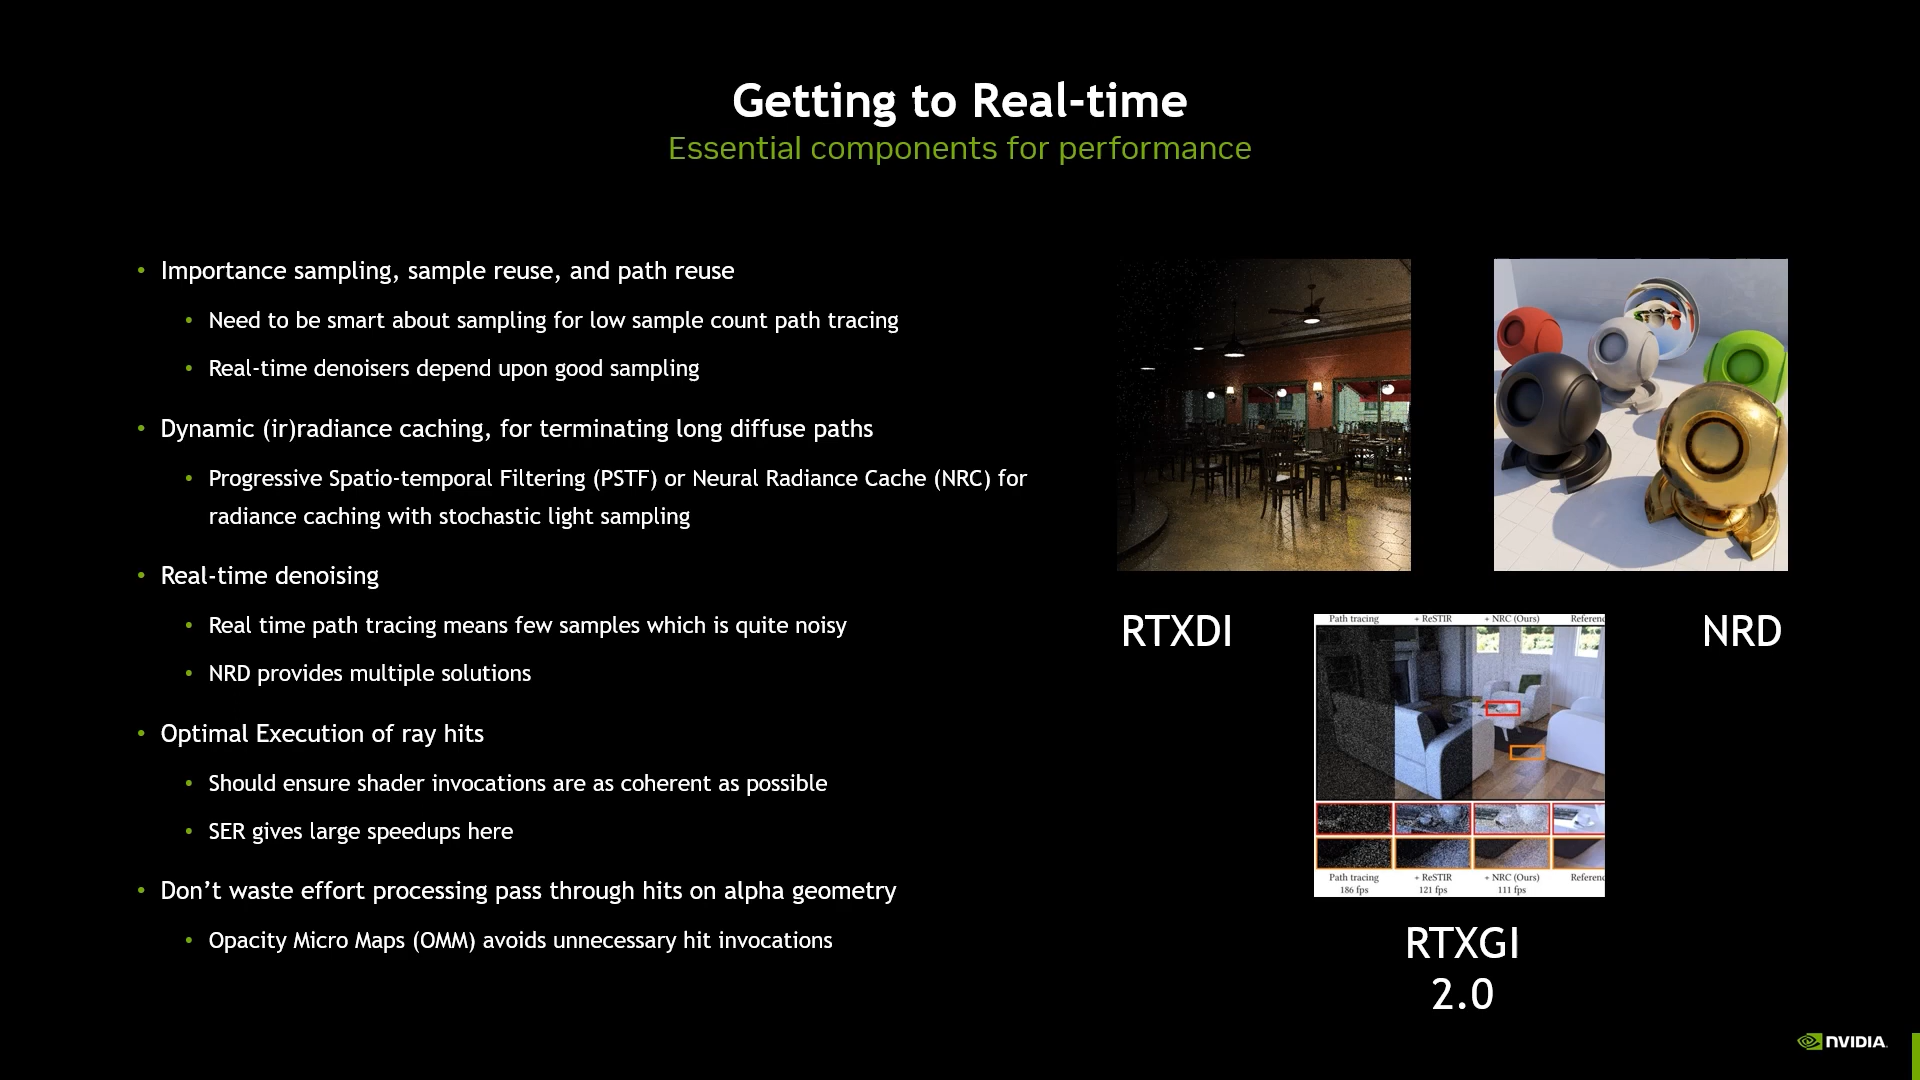 Getting to Real-time
Essential components for performance
• Importance sampling, sample reuse, and path reuse
• Need to be smart about sampling for low sample count path tracing
• Real-time denoisers depend upon good sampling
• Dynamic (ir)radiance caching, for terminating long diffuse paths
• Progressive Spatio-temporal Filtering (PSTF) or Neural Radiance Cache (NRC) for
radiance caching with stochastic light sampling
• Real-time denoising
• Real time path tracing means few samples which is quite noisy
• NRD provides multiple solutions
• Optimal Execution of ray hits
• Should ensure shader invocations are as coherent as possible
• SER gives large speedups here
• Don’t waste effort processing pass through hits on alpha geometry
• Opacity Micro Maps (OMM) avoids unnecessary hit invocations
RTXDI
NRD
Path tracing + ReSTIR + NRC (Ours) Referenc
Path tracing + ReSTIR + NRC (Ours) Referenc
186 fps 121 fps 111 fps
RTXGI
2.0
NVIDIA